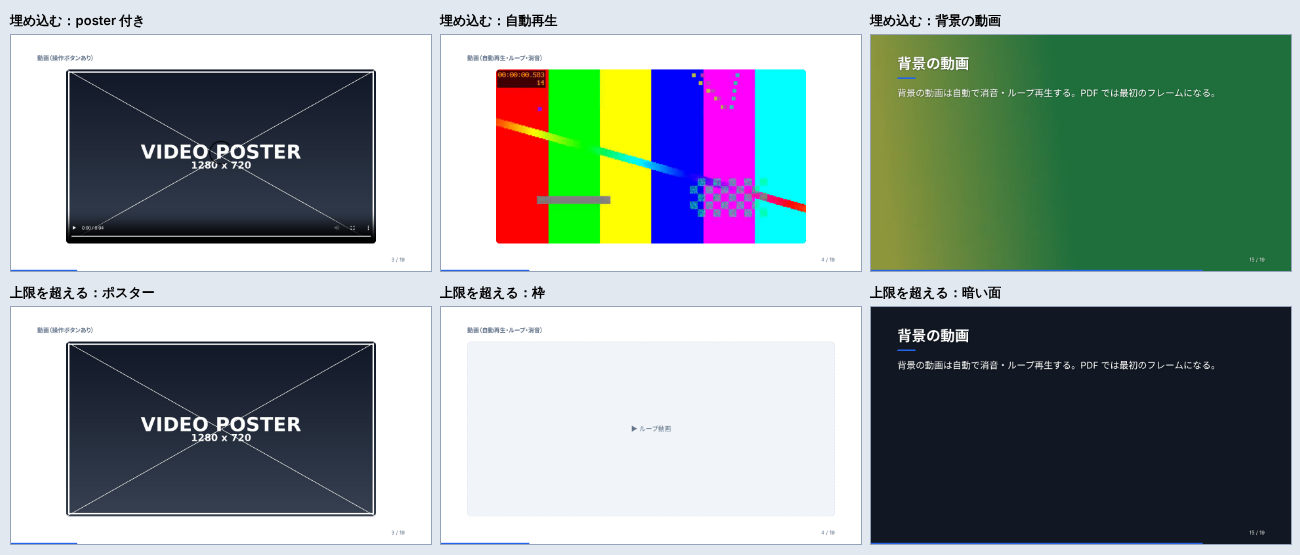 埋め込む：poster 付き
動画（操作ボタンあり）
VIDEO POSTER
1280 x 720
3 / 19
埋め込む：自動再生
動画（自動再生・ループ・消音）
00:00:00.583
14
4 / 19
埋め込む：背景の動画
背景の動画
背景の動画は自動で消音・ループ再生する。PDF では最初のフレームになる。
15 / 19
上限を超える：ポスター
動画（操作ボタンあり）
VIDEO POSTER
1280 x 720
3 / 19
上限を超える：枠
動画（自動再生・ループ・消音）
▶ ループ動画
4 / 19
上限を超える：暗い面
背景の動画
背景の動画は自動で消音・ループ再生する。PDF では最初のフレームになる。
15 / 19